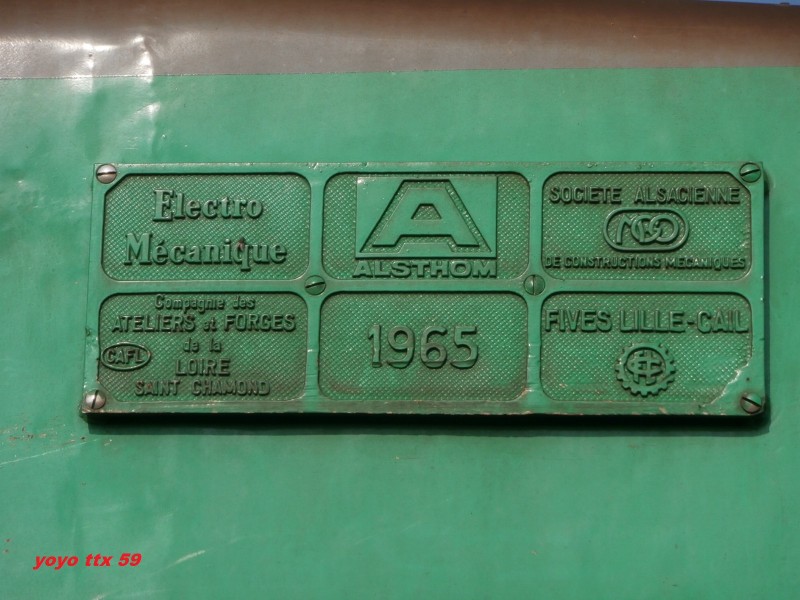 Electro
Mécanique
A
ALSTHOM
SOCIETE ALSACIENNE
DE CONSTRUCTIONS MECANIQUES
Compagnie des
ATELIERS et FORGES
de la
LOIRE
SAINT CHAMOND
CAFL
1965
FIVES LILLE-CAIL
yoyo ttx 59